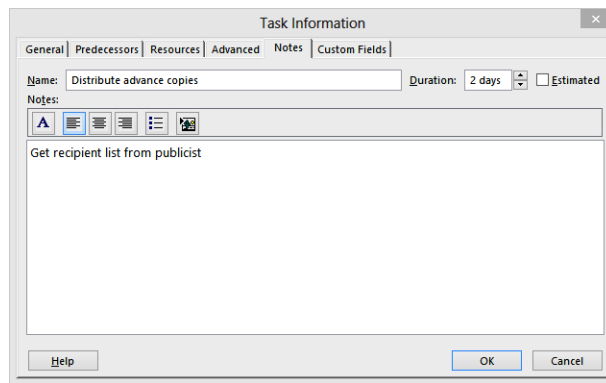 Task Information
General Predecessors Resources Advanced Notes Custom Fields
Name: Distribute advance copies Duration: 2 days Estimated
Notes:
A
Get recipient list from publicist
Help OK Cancel